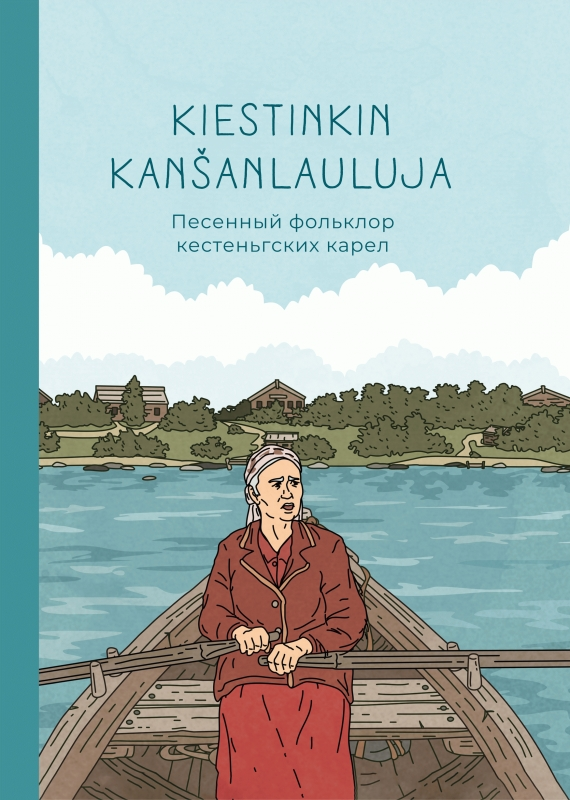 KIESTINKIN
KANŠANLAULUJA
Песенный фольклор
кестеньгских карел